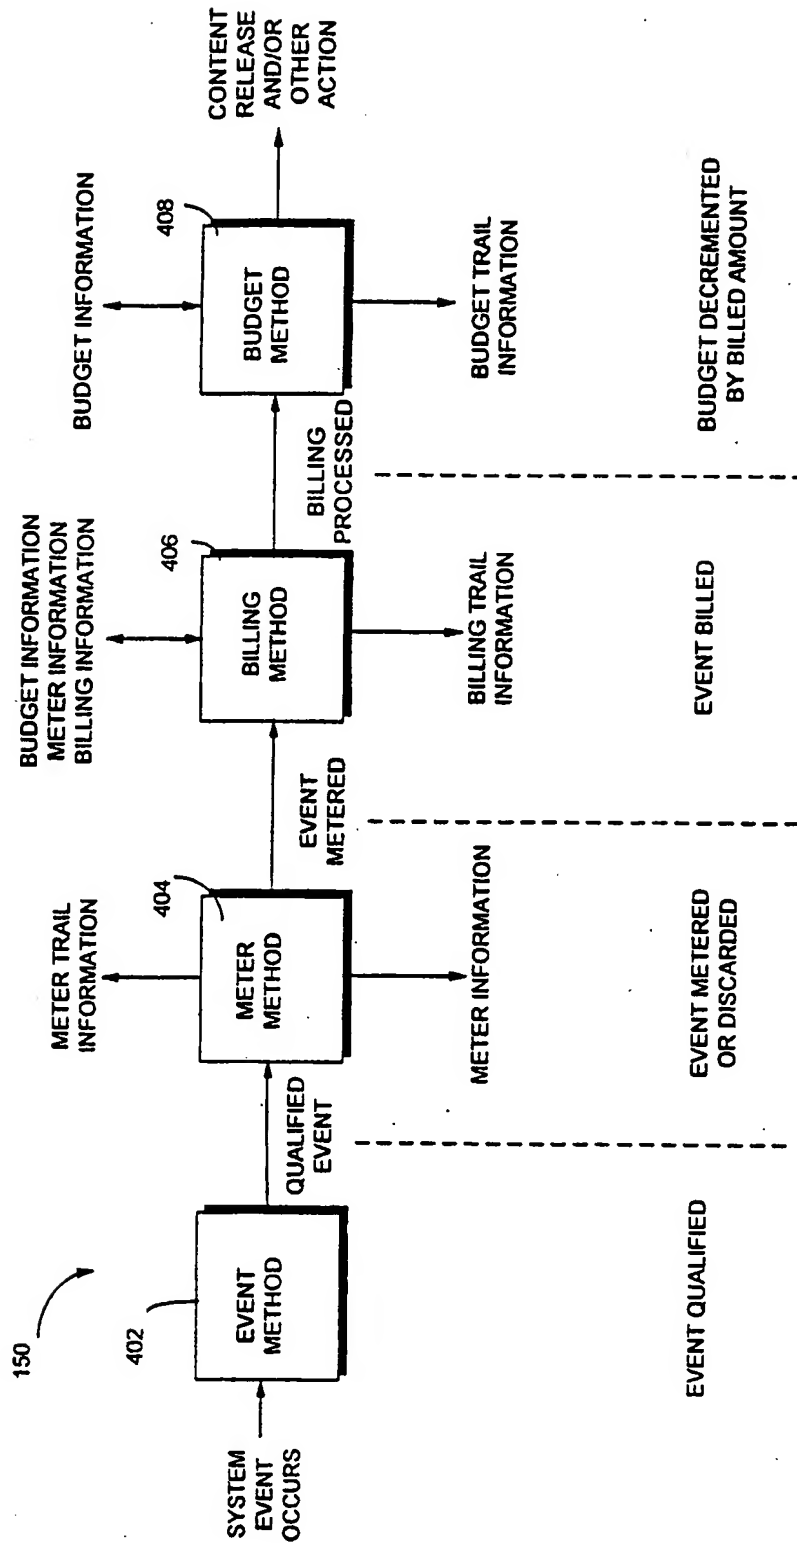 150
SYSTEM
EVENT
OCCURS
402
EVENT
METHOD
QUALIFIED
EVENT
METER TRAIL
INFORMATION
404
METER
METHOD
METER INFORMATION
EVENT
METERED
BUDGET INFORMATION
METER INFORMATION
BILLING INFORMATION
406
BILLING
METHOD
BILLING TRAIL
INFORMATION
BILLING
PROCESSED
BUDGET INFORMATION
408
BUDGET
METHOD
BUDGET TRAIL
INFORMATION
CONTENT
RELEASE
AND/OR
OTHER
ACTION
EVENT QUALIFIED
EVENT METERED
OR DISCARDED
EVENT BILLED
BUDGET DECREMENTED
BY BILLED AMOUNT